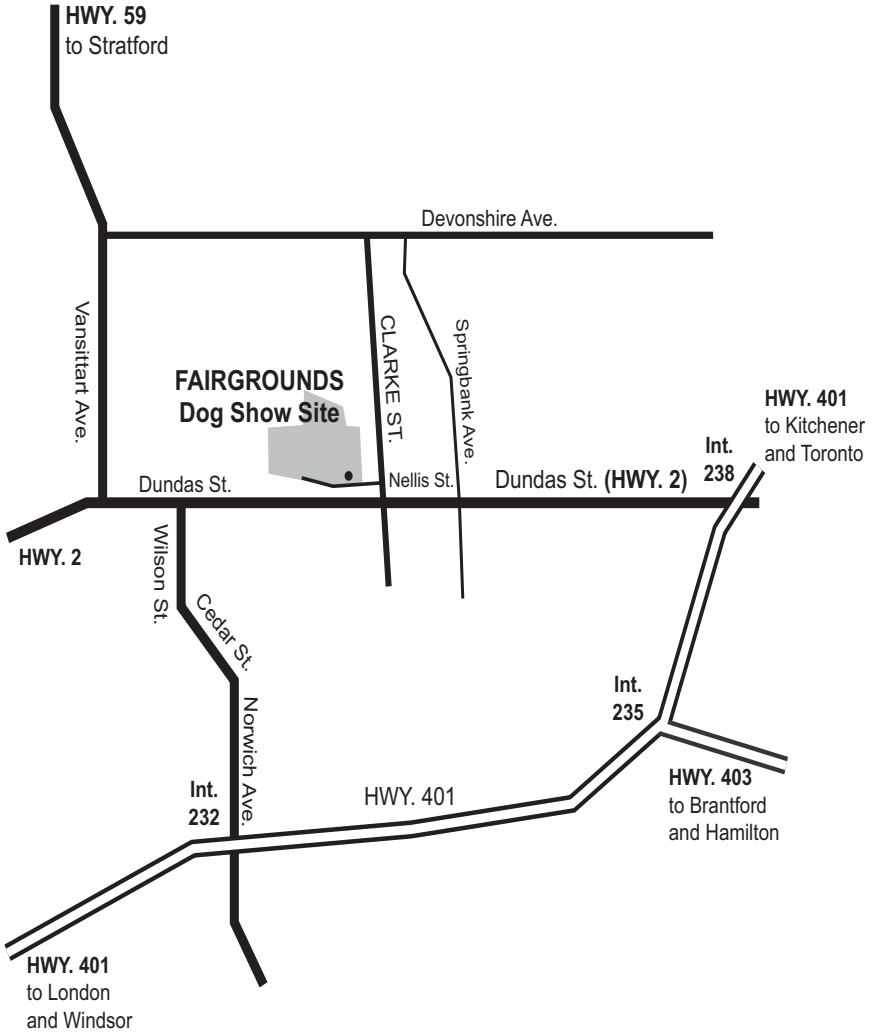 HWY. 59
to Stratford
Devonshire Ave.
Vansittart Ave.
CLARKE ST.
Springbank Ave.
FAIRGROUNDS
Dog Show Site
HWY. 401
to Kitchener
and Toronto
Int.
238
Dundas St.
Nellis St.
Dundas St. (HWY. 2)
HWY. 2
Wilson St.
Cedar St.
Norwich Ave.
Int.
235
Int.
232
HWY. 401
HWY. 403
to Brantford
and Hamilton
HWY. 401
to London
and Windsor